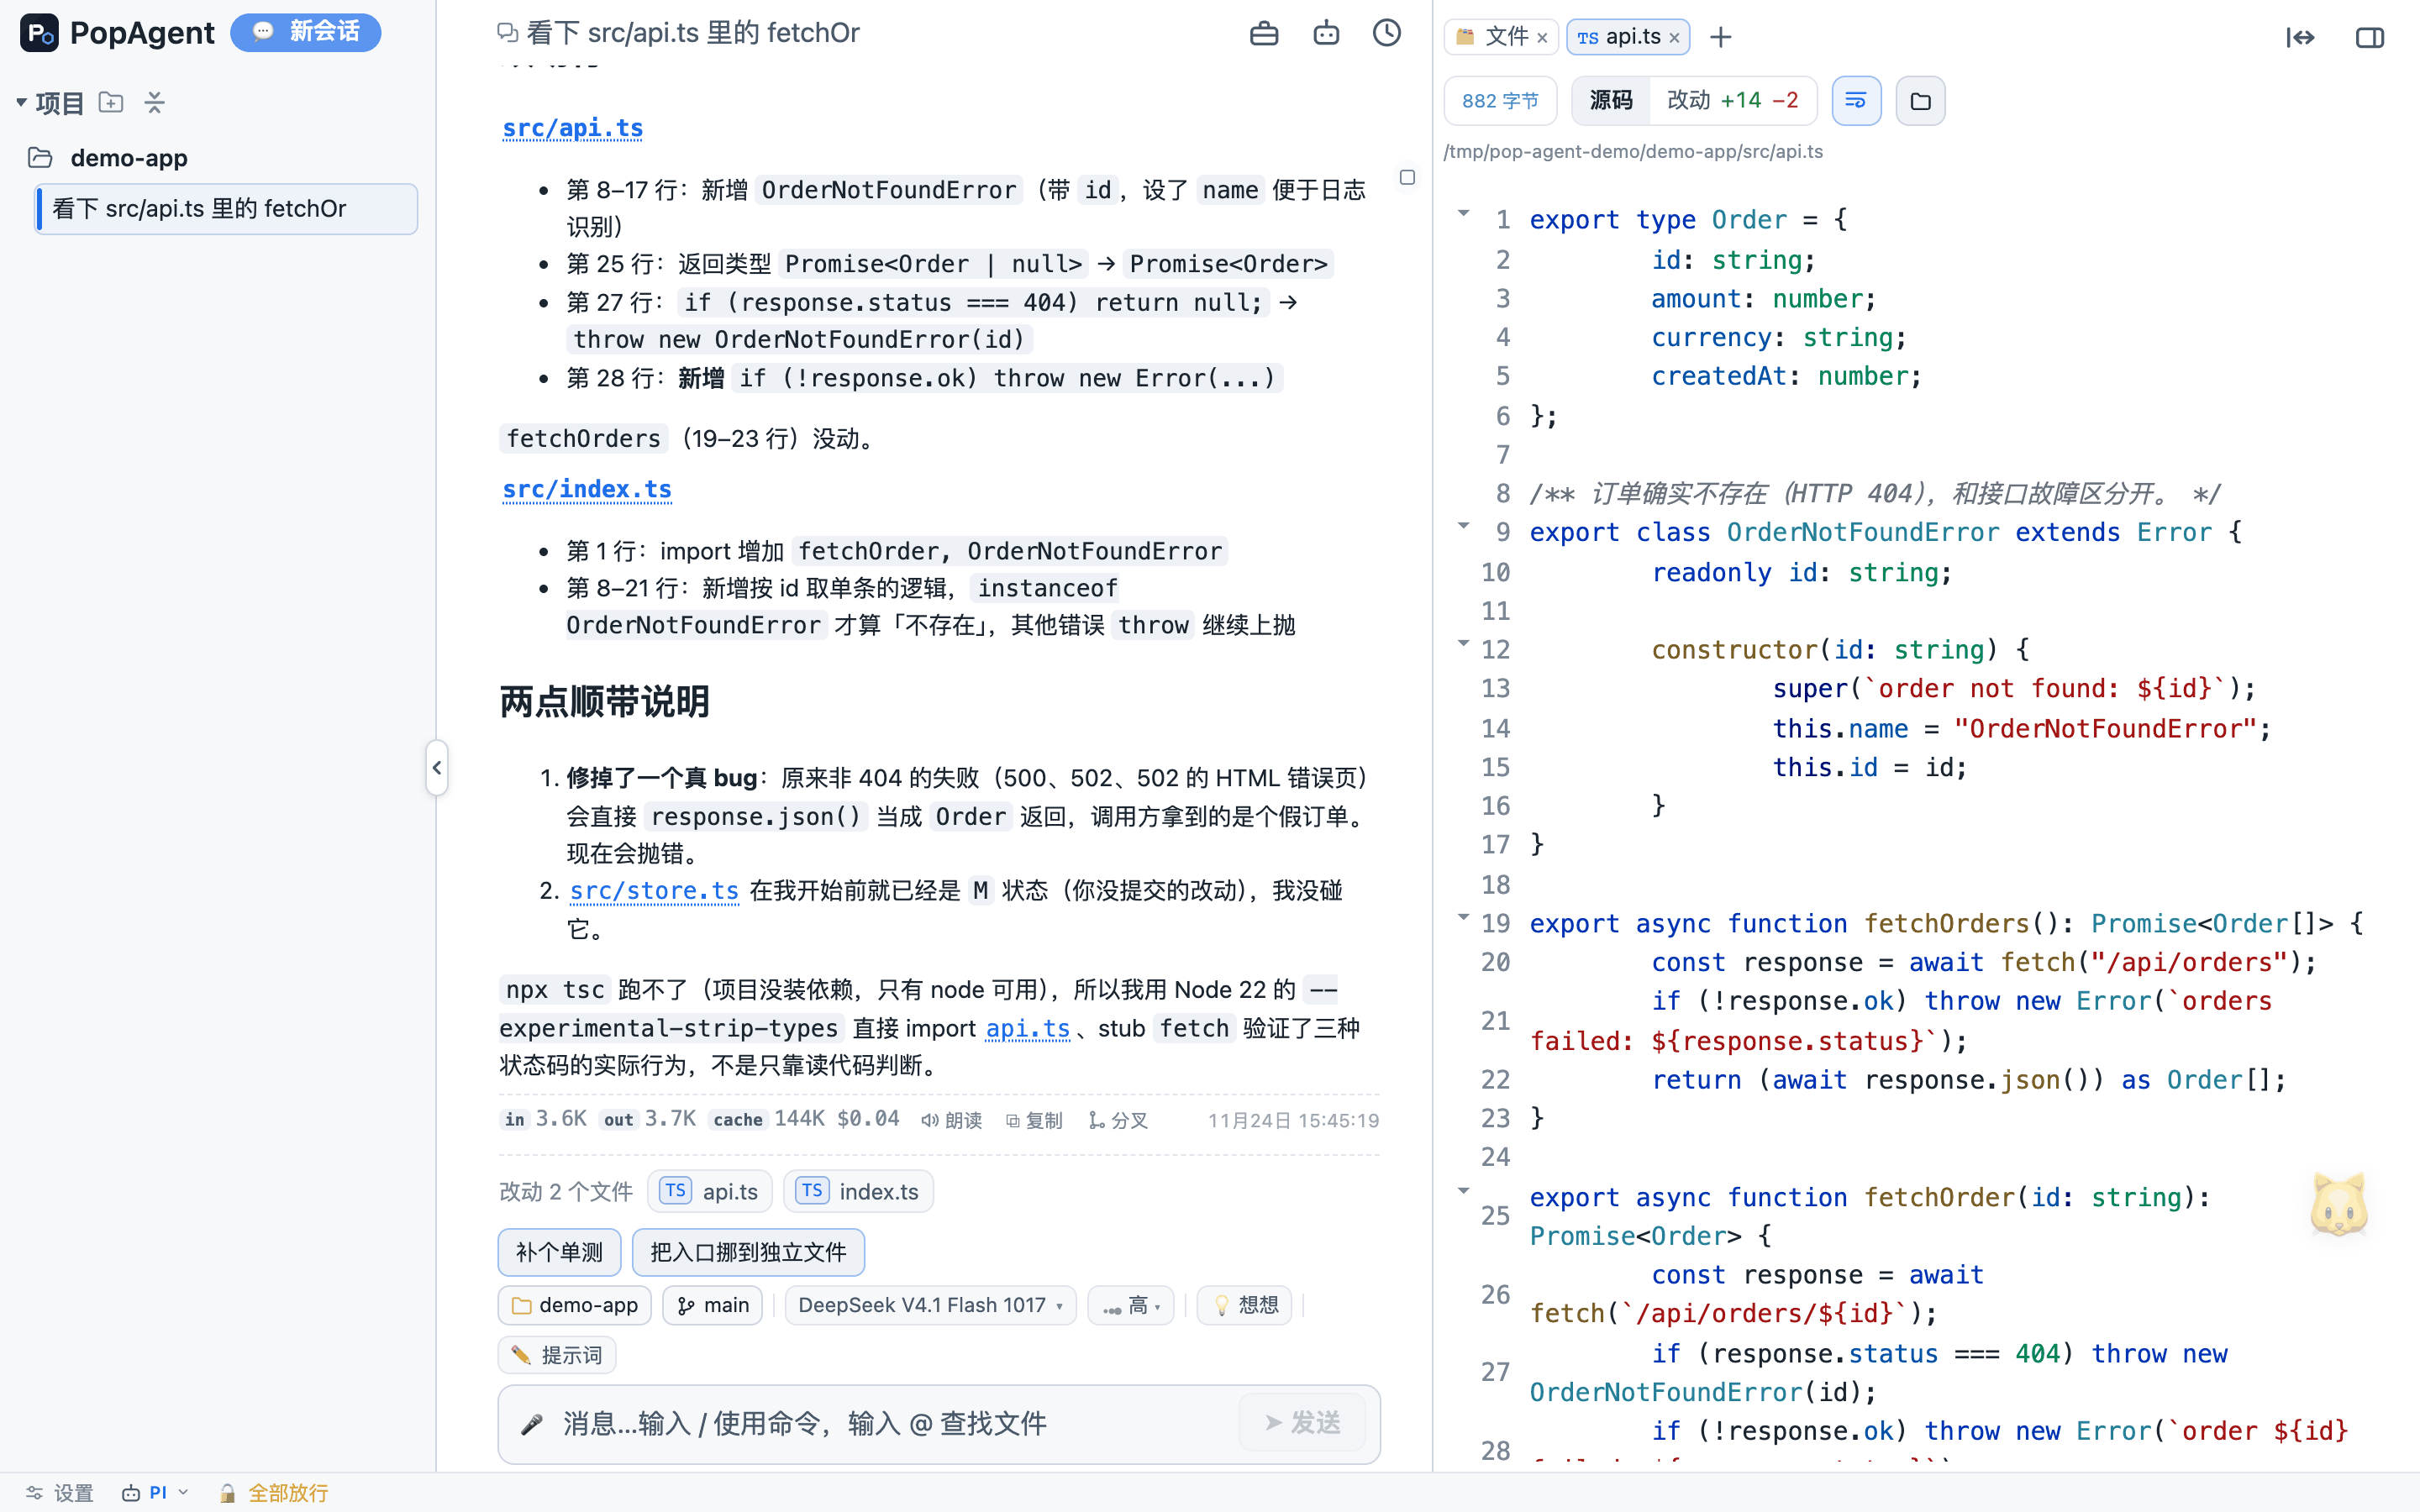 PopAgent
新会话
项目
demo-app
看下 src/api.ts 里的 fetchOr
看下 src/api.ts 里的 fetchOr
src/api.ts
第 8–17 行：新增 OrderNotFoundError（带 id，设了 name 便于日志
识别）
第 25 行：返回类型 Promise<Order | null> → Promise<Order>
第 27 行：if (response.status === 404) return null; →
throw new OrderNotFoundError(id)
第 28 行：新增 if (!response.ok) throw new Error(...)
fetchOrders（19–23 行）没动。
src/index.ts
第 1 行：import 增加 fetchOrder, OrderNotFoundError
第 8–21 行：新增按 id 取单条的逻辑，instanceof
OrderNotFoundError 才算「不存在」，其他错误 throw 继续上抛
两点顺带说明
1. 修掉了一个真 bug：原来非 404 的失败（500、502、502 的 HTML 错误页）
会直接 response.json() 当成 Order 返回，调用方拿到的是个假订单。
现在会抛错。
2. src/store.ts 在我开始前就已经是 M 状态（你没提交的改动），我没碰
它。
npx tsc 跑不了（项目没装依赖，只有 node 可用），所以我用 Node 22 的 --
experimental-strip-types 直接 import api.ts、stub fetch 验证了三种
状态码的实际行为，不是只靠读代码判断。
in 3.6K out 3.7K cache 144K $0.04 朗读 复制 分叉 11月24日 15:45:19
改动 2 个文件 TS api.ts TS index.ts
补个单测 把入口挪到独立文件
demo-app main DeepSeek V4.1 Flash 1017 高 想想
提示词
消息...输入 / 使用命令，输入 @ 查找文件 发送
设置 PI 全部放行
文件 × TS api.ts ×
882 字节 源码 改动 +14 −2
/tmp/pop-agent-demo/demo-app/src/api.ts
1 export type Order = {
2 id: string;
3 amount: number;
4 currency: string;
5 createdAt: number;
6 };
7
8 /** 订单确实不存在（HTTP 404），和接口故障区分开。 */
9 export class OrderNotFoundError extends Error {
10 readonly id: string;
11
12 constructor(id: string) {
13 super(`order not found: ${id}`);
14 this.name = "OrderNotFoundError";
15 this.id = id;
16 }
17 }
18
19 export async function fetchOrders(): Promise<Order[]> {
20 const response = await fetch("/api/orders");
21 if (!response.ok) throw new Error(`orders
failed: ${response.status}`);
22 return (await response.json()) as Order[];
23 }
24
25 export async function fetchOrder(id: string):
Promise<Order> {
26 const response = await
fetch(`/api/orders/${id}`);
27 if (response.status === 404) throw new
OrderNotFoundError(id);
28 if (!response.ok) throw new Error(`order ${id}